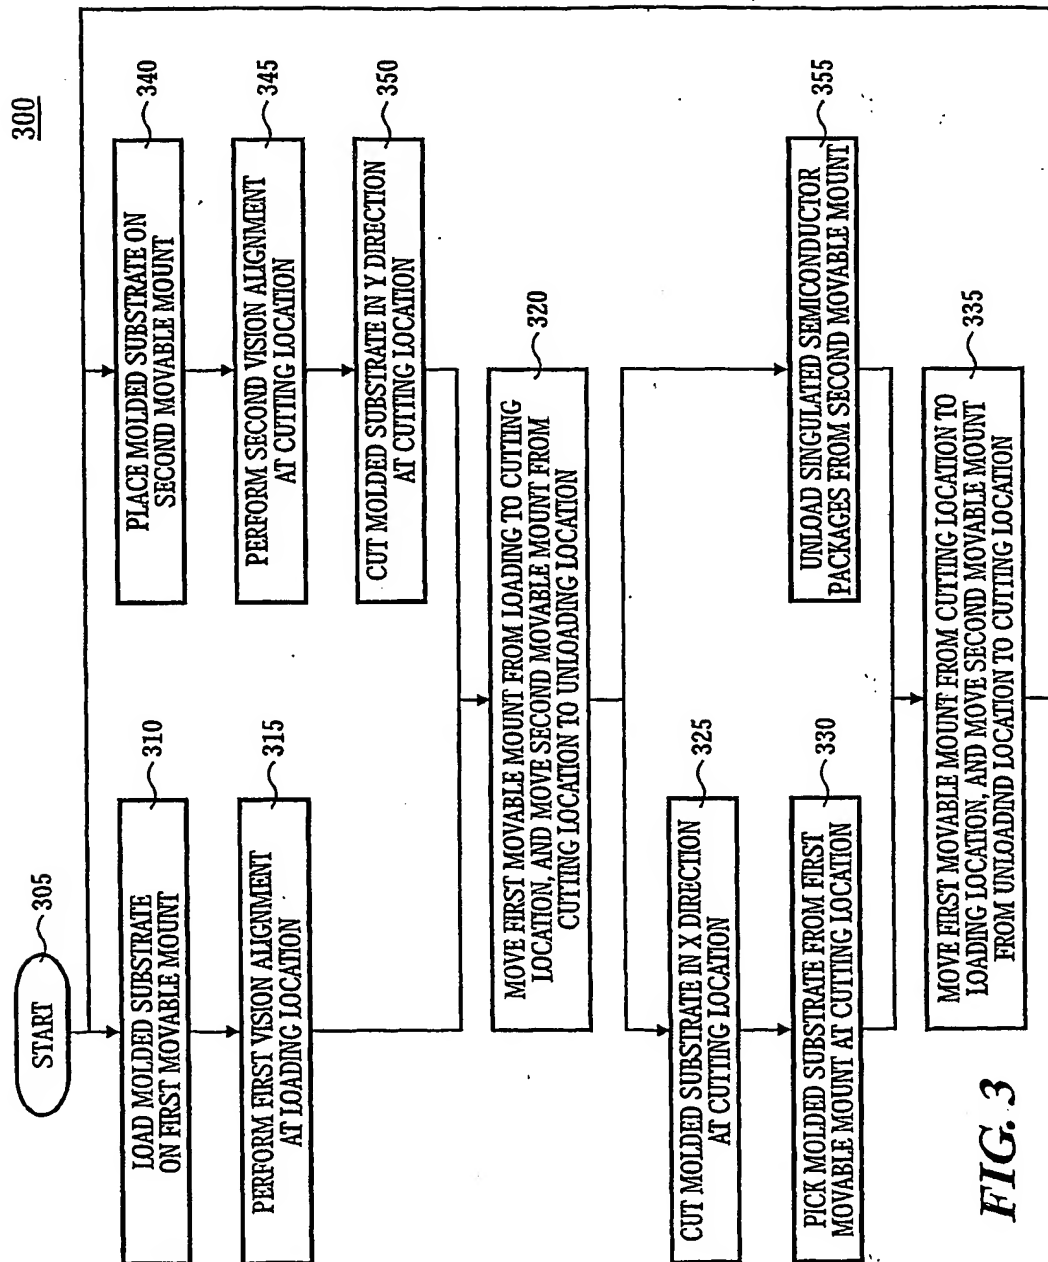 300
START
305
LOAD MOLDED SUBSTRATE
ON FIRST MOVABLE MOUNT
310
PERFORM FIRST VISION ALIGNMENT
AT LOADING LOCATION
315
PLACE MOLDED SUBSTRATE ON
SECOND MOVABLE MOUNT
340
PERFORM SECOND VISION ALIGNMENT
AT CUTTING LOCATION
345
CUT MOLDED SUBSTRATE IN Y DIRECTION
AT CUTTING LOCATION
350
MOVE FIRST MOVABLE MOUNT FROM LOADING TO CUTTING
LOCATION, AND MOVE SECOND MOVABLE MOUNT FROM
CUTTING LOCATION TO UNLOADING LOCATION
320
CUT MOLDED SUBSTRATE IN X DIRECTION
AT CUTTING LOCATION
325
PICK MOLDED SUBSTRATE FROM FIRST
MOVABLE MOUNT AT CUTTING LOCATION
330
UNLOAD SINGULATED SEMICONDUCTOR
PACKAGES FROM SECOND MOVABLE MOUNT
355
MOVE FIRST MOVABLE MOUNT FROM CUTTING LOCATION TO
LOADING LOCATION, AND MOVE SECOND MOVABLE MOUNT
FROM UNLOADIND LOCATION TO CUTTING LOCATION
335
FIG. 3